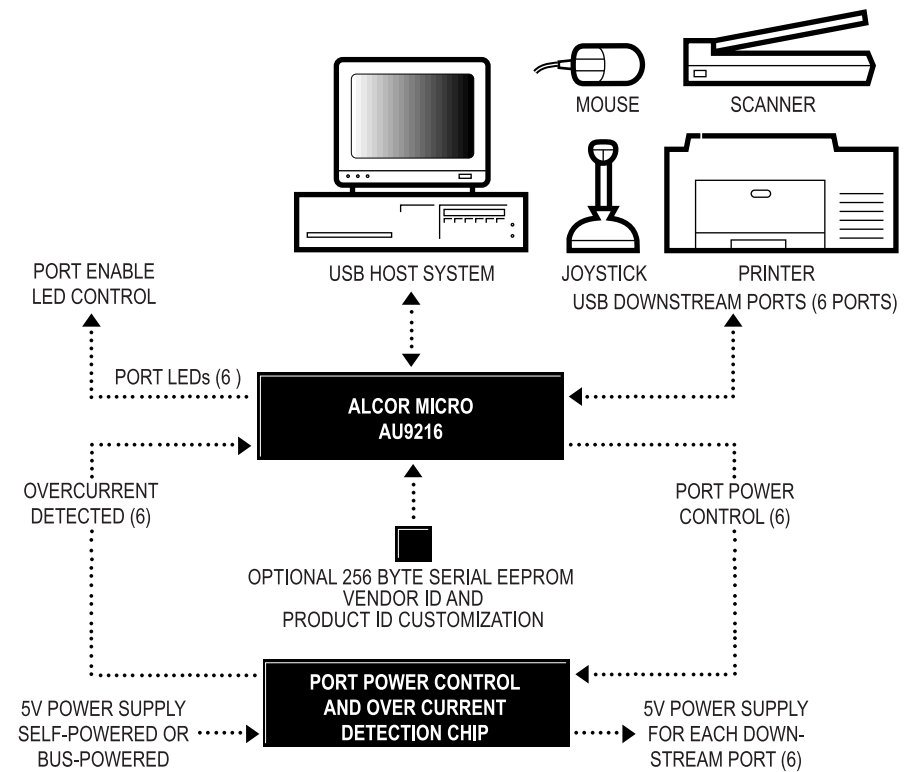 MOUSE
SCANNER
USB HOST SYSTEM
JOYSTICK
PRINTER
USB DOWNSTREAM PORTS (6 PORTS)
PORT ENABLE
LED CONTROL
PORT LEDs (6 )
ALCOR MICRO
AU9216
OVERCURRENT
DETECTED (6)
PORT POWER
CONTROL (6)
OPTIONAL 256 BYTE SERIAL EEPROM
VENDOR ID AND
PRODUCT ID CUSTOMIZATION
PORT POWER CONTROL
AND OVER CURRENT
DETECTION CHIP
5V POWER SUPPLY
SELF-POWERED OR
BUS-POWERED
5V POWER SUPPLY
FOR EACH DOWN-
STREAM PORT (6)